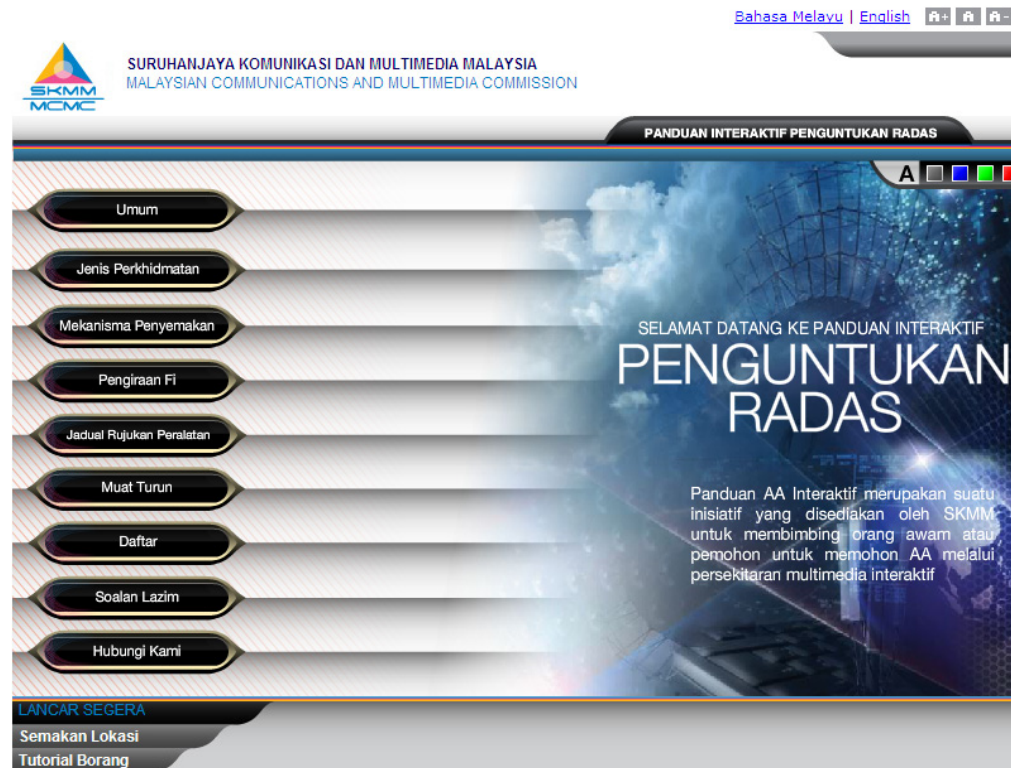 Bahasa Melayu | English A+ A A-
SKMM
MCMC
SURUHANJAYA KOMUNIKASI DAN MULTIMEDIA MALAYSIA
MALAYSIAN COMMUNICATIONS AND MULTIMEDIA COMMISSION
PANDUAN INTERAKTIF PENGUNTUKAN RADAS
A
Umum
Jenis Perkhidmatan
Mekanisma Penyemakan
Pengiraan Fi
Jadual Rujukan Peralatan
Muat Turun
Daftar
Soalan Lazim
Hubungi Kami
SELAMAT DATANG KE PANDUAN INTERAKTIF
PENGUNTUKAN
RADAS
Panduan AA Interaktif merupakan suatu
inisiatif yang disediakan oleh SKMM
untuk membimbing orang awam atau
pemohon untuk memohon AA melalui
persekitaran multimedia interaktif
LANCAR SEGERA
Semakan Lokasi
Tutorial Borang